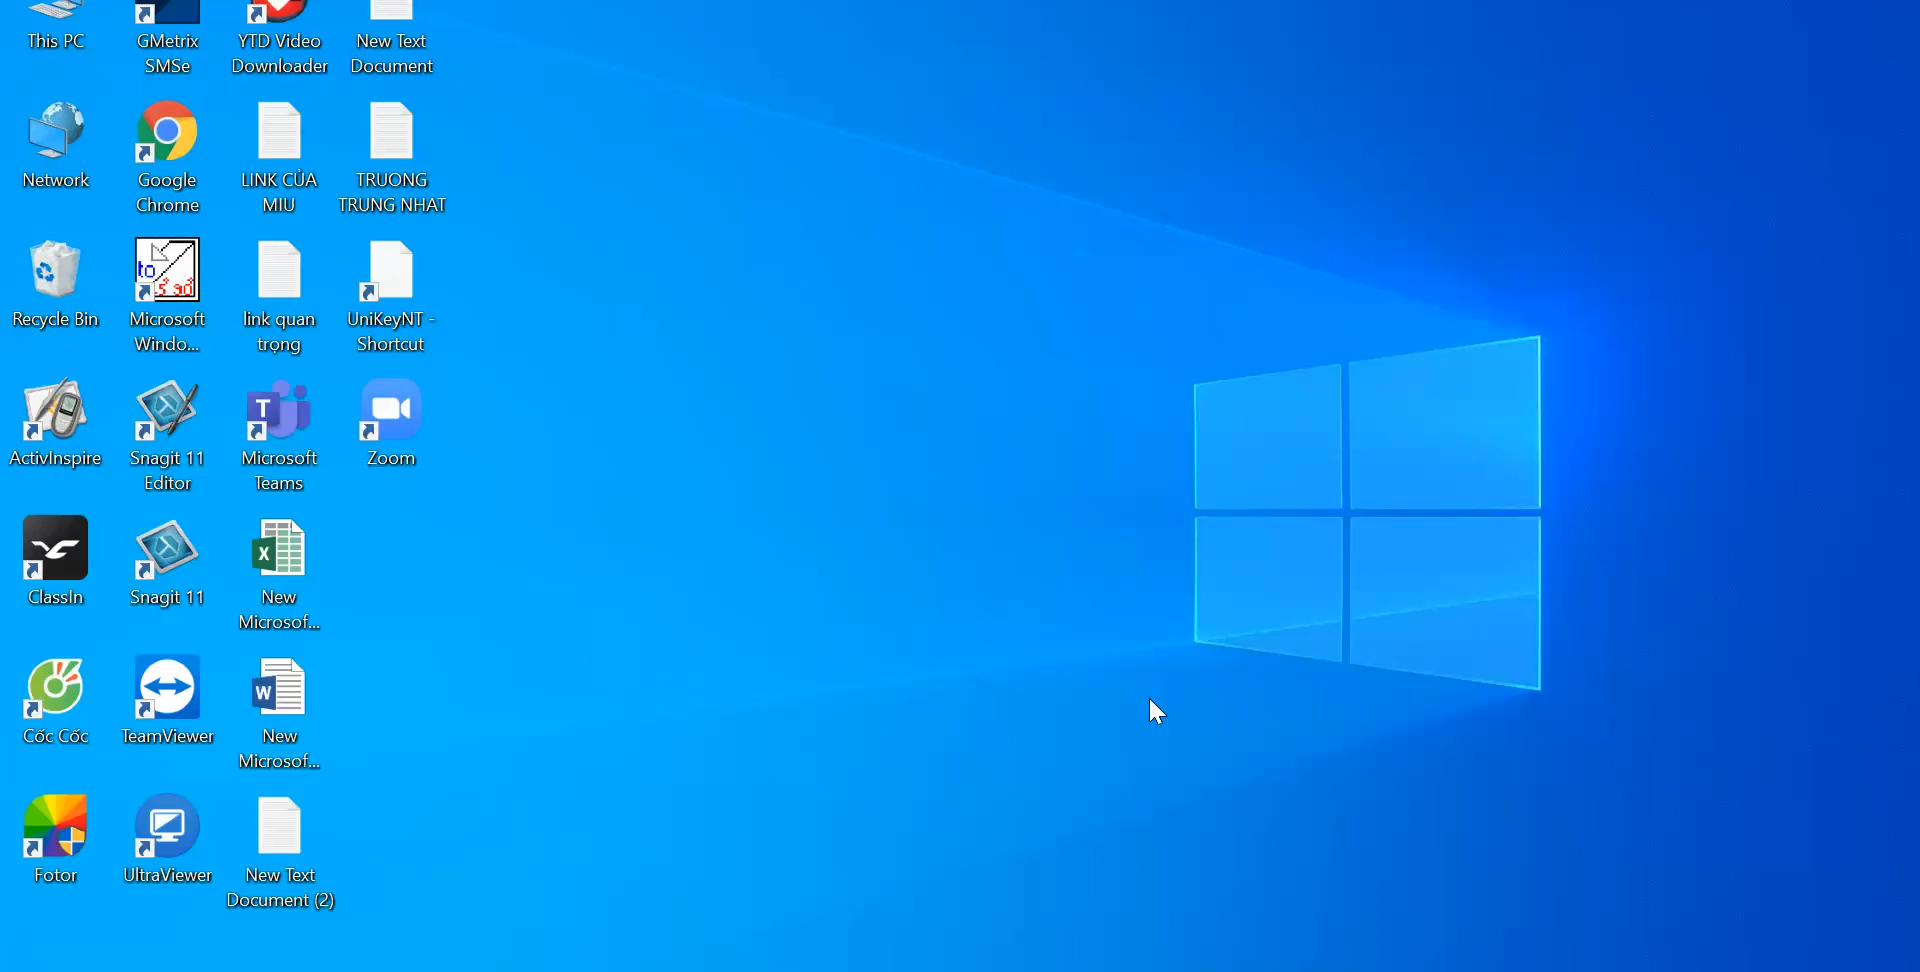 This PC
GMetrix
SMSe
YTD Video
Downloader
New Text
Document
Network
Google
Chrome
LINK CỦA
MIU
TRUONG
TRUNG NHAT
Recycle Bin
to
Microsoft
Windo...
link quan
trọng
UniKeyNT -
Shortcut
ActivInspire
Snagit 11
Editor
T
Microsoft
Teams
Zoom
ClassIn
Snagit 11
X
New
Microsof...
Cốc Cốc
TeamViewer
W
New
Microsof...
Fotor
UltraViewer
New Text
Document (2)